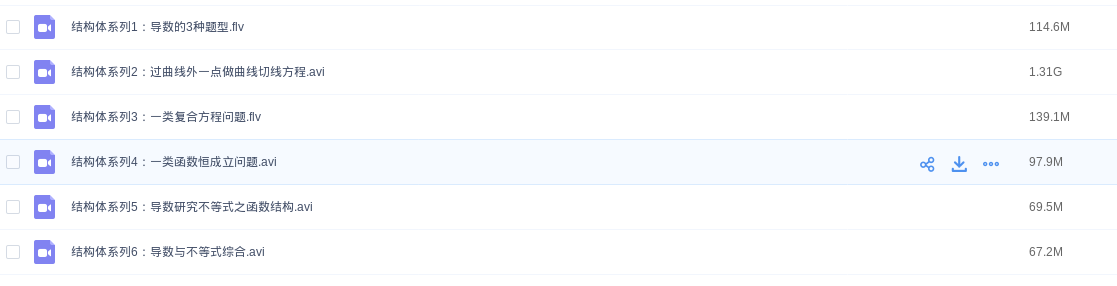 结构体系列1：导数的3种题型.flv 114.6M
结构体系列2：过曲线外一点做曲线切线方程.avi 1.31G
结构体系列3：一类复合方程问题.flv 139.1M
结构体系列4：一类函数恒成立问题.avi 97.9M
结构体系列5：导数研究不等式之函数结构.avi 69.5M
结构体系列6：导数与不等式综合.avi 67.2M